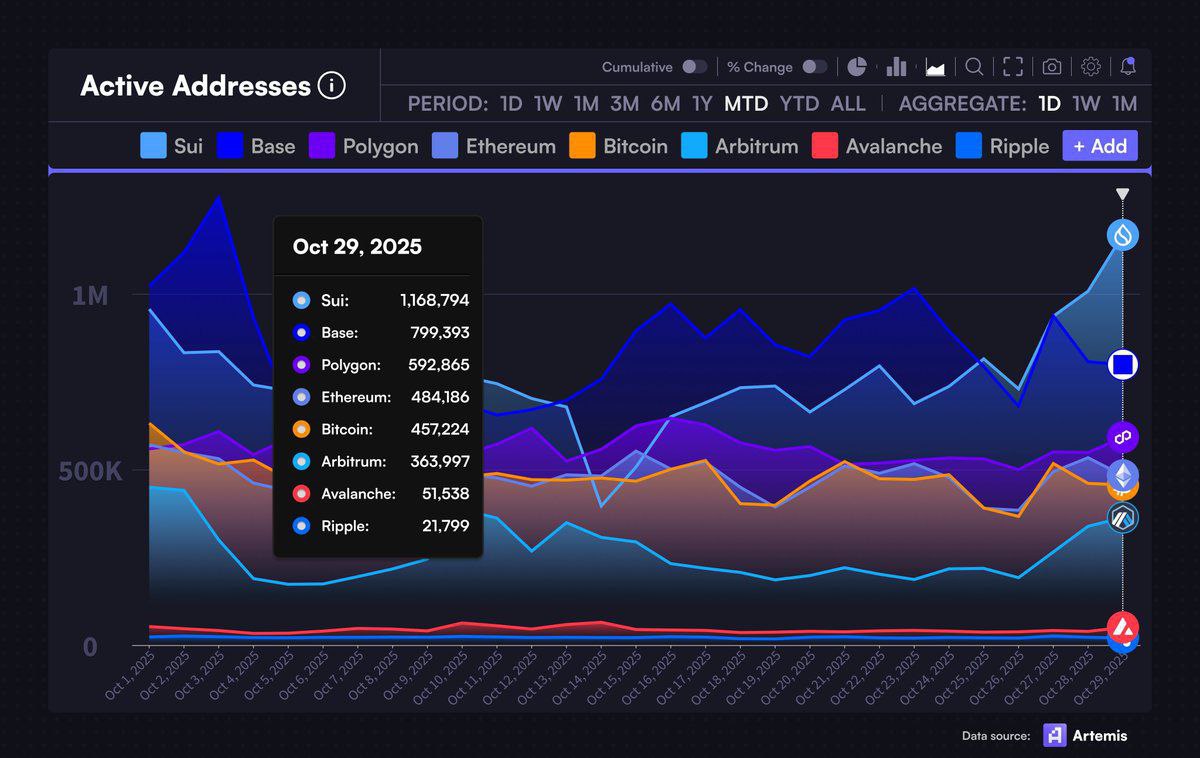 Active Addresses i
Cumulative % Change
PERIOD: 1D 1W 1M 3M 6M 1Y MTD YTD ALL AGGREGATE: 1D 1W 1M
Sui Base Polygon Ethereum Bitcoin Arbitrum Avalanche Ripple + Add
1M
500K
0
Oct 29, 2025
Sui: 1,168,794
Base: 799,393
Polygon: 592,865
Ethereum: 484,186
Bitcoin: 457,224
Arbitrum: 363,997
Avalanche: 51,538
Ripple: 21,799
Oct 1, 2025
Oct 2, 2025
Oct 3, 2025
Oct 4, 2025
Oct 5, 2025
Oct 6, 2025
Oct 7, 2025
Oct 8, 2025
Oct 9, 2025
Oct 10, 2025
Oct 11, 2025
Oct 12, 2025
Oct 13, 2025
Oct 14, 2025
Oct 15, 2025
Oct 16, 2025
Oct 17, 2025
Oct 18, 2025
Oct 19, 2025
Oct 20, 2025
Oct 21, 2025
Oct 22, 2025
Oct 23, 2025
Oct 24, 2025
Oct 25, 2025
Oct 26, 2025
Oct 27, 2025
Oct 28, 2025
Oct 29, 2025
Data source: Artemis